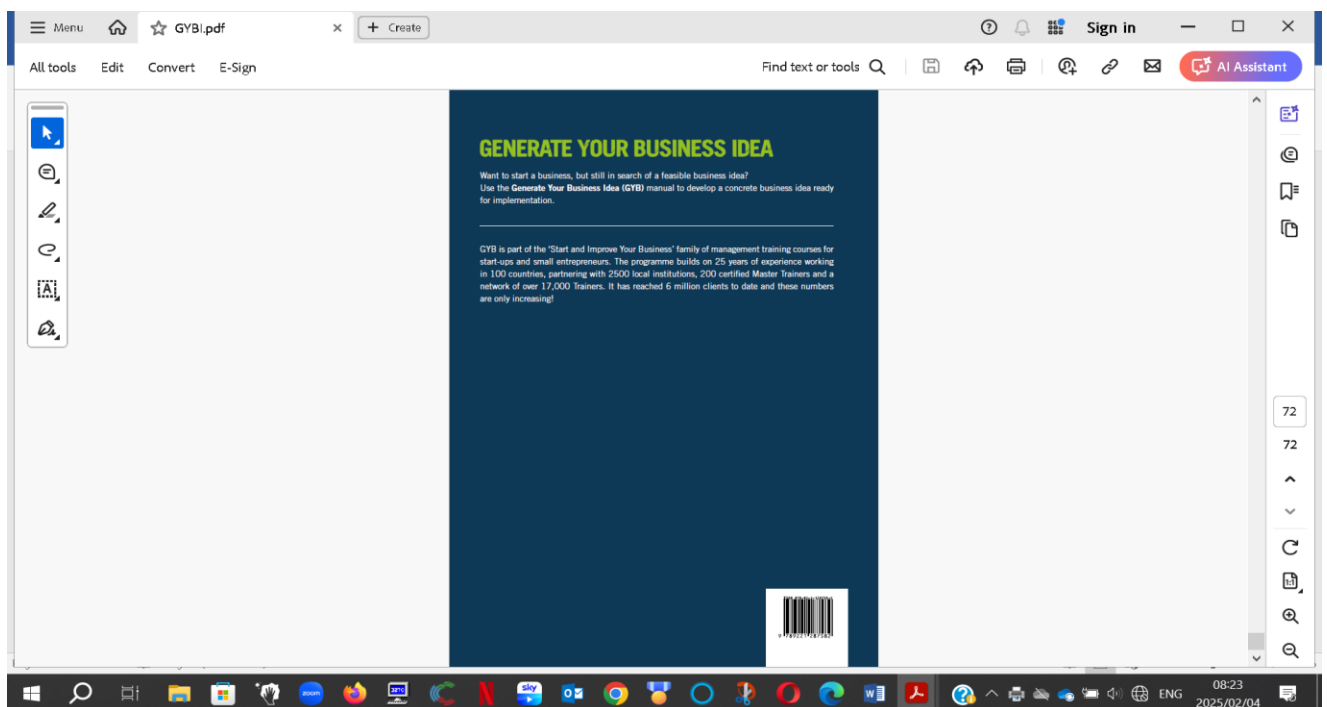 Menu
GYBI.pdf
+ Create
Sign in
All tools Edit Convert E-Sign
Find text or tools
AI Assistant
GENERATE YOUR BUSINESS IDEA
Want to start a business, but still in search of a feasible business idea?
Use the Generate Your Business Idea (GYB) manual to develop a concrete business idea ready
for implementation.
GYB is part of the ‘Start and Improve Your Business’ family of management training courses for
start-ups and small entrepreneurs. The programme builds on 25 years of experience working
in 100 countries, partnering with 2500 local institutions, 200 certified Master Trainers and a
network of over 17,000 Trainers. It has reached 6 million clients to date and these numbers
are only increasing!
72
72
1:1
zoom
sky
ENG
08:23
2025/02/04